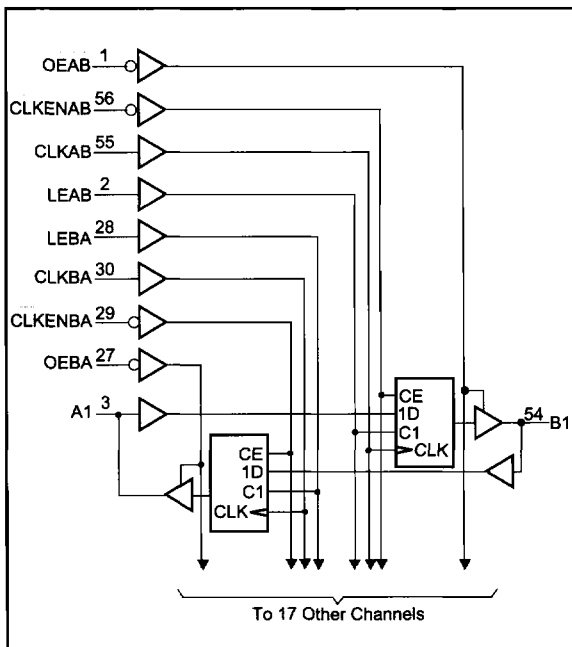 OEAB 1
CLKENAB 56
CLKAB 55
LEAB 2
LEBA 28
CLKBA 30
CLKENBA 29
OEBA 27
A1 3
CE
1D
C1
CLK
54 B1
CE
1D
C1
CLK
To 17 Other Channels